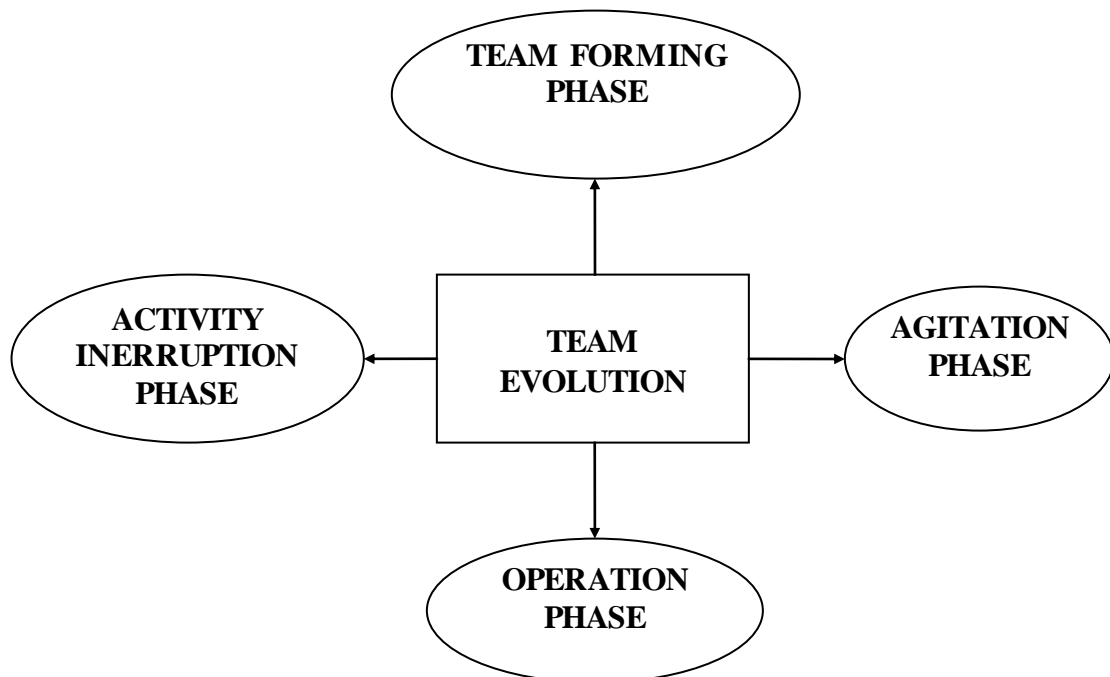 TEAM FORMING
PHASE
ACTIVITY
INERRUPTION
PHASE
TEAM
EVOLUTION
AGITATION
PHASE
OPERATION
PHASE